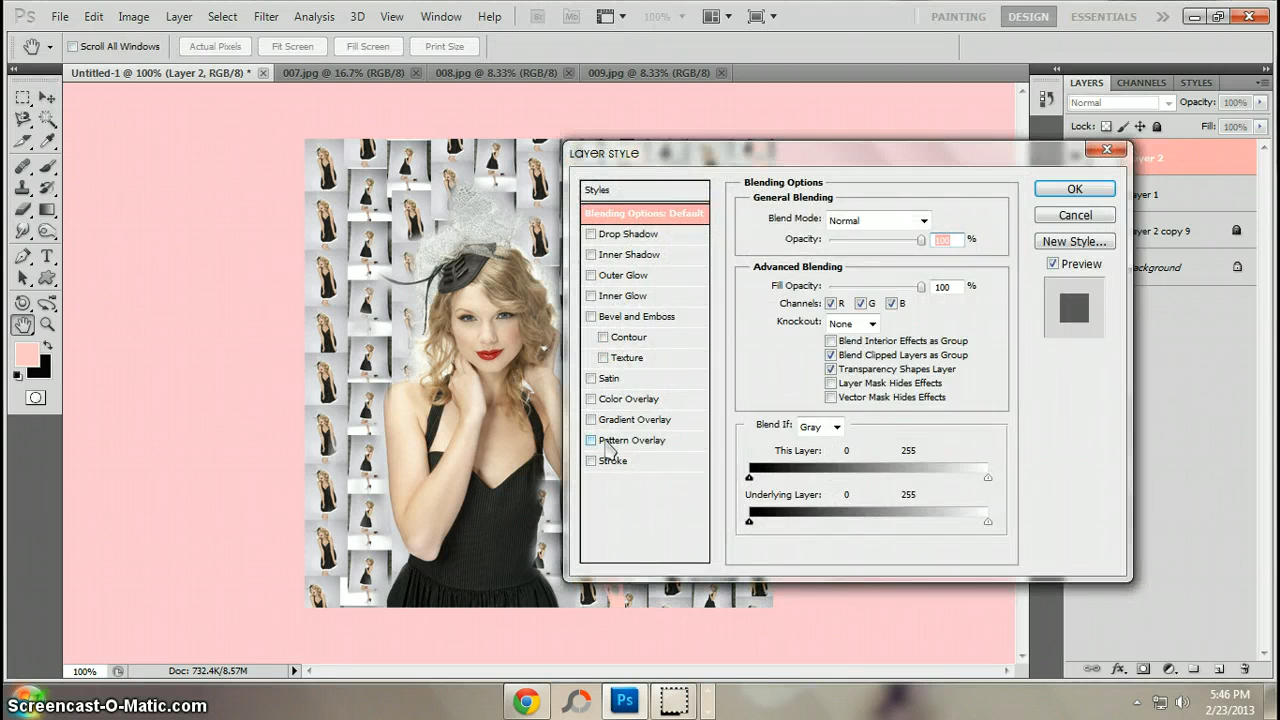 Ps File Edit Image Layer Select Filter Analysis 3D View Window Help Br Mb 100% PAINTING DESIGN ESSENTIALS
Scroll All Windows Actual Pixels Fit Screen Fill Screen Print Size
Untitled-1 @ 100% (Layer 2, RGB/8) * 007.jpg @ 16.7% (RGB/8) 008.jpg @ 8.33% (RGB/8) 009.jpg @ 8.33% (RGB/8)
LAYERS CHANNELS STYLES
Normal Opacity: 100%
Lock: Fill: 100%
yer 2
yer 1
yer 2 copy 9
ckground
LAYER STYLE
Styles
Blending Options: Default
Drop Shadow
Inner Shadow
Outer Glow
Inner Glow
Bevel and Emboss
Contour
Texture
Satin
Color Overlay
Gradient Overlay
Pattern Overlay
Stroke
Blending Options
General Blending
Blend Mode: Normal
Opacity: 100 %
Advanced Blending
Fill Opacity: 100 %
Channels: R G B
Knockout: None
Blend Interior Effects as Group
Blend Clipped Layers as Group
Transparency Shapes Layer
Layer Mask Hides Effects
Vector Mask Hides Effects
Blend If: Gray
This Layer: 0 255
Underlying Layer: 0 255
OK
Cancel
New Style...
Preview
100% Doc: 732.4K/8.57M
fx
Screencast-O-Matic.com
Ps
5:46 PM
2/23/2013